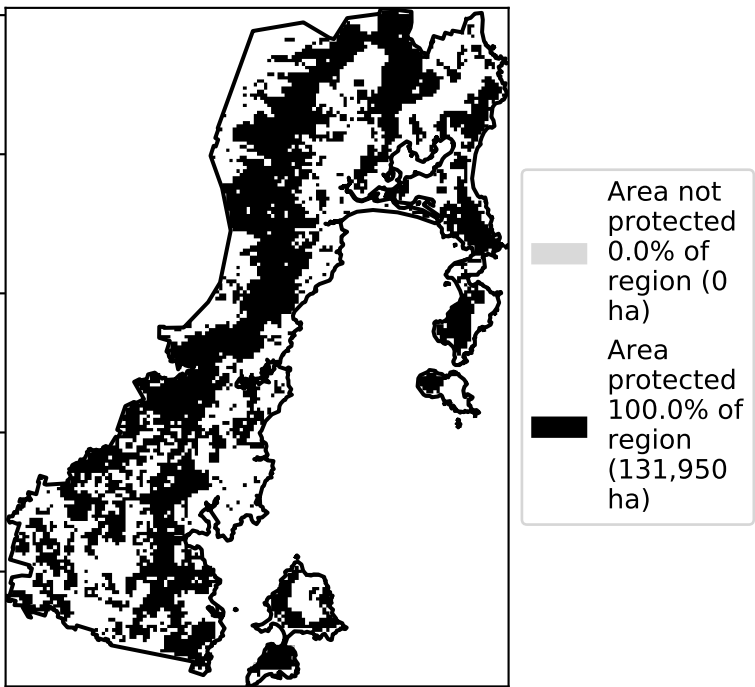 Area not
protected
0.0% of
region (0
ha)
Area
protected
100.0% of
region
(131,950
ha)